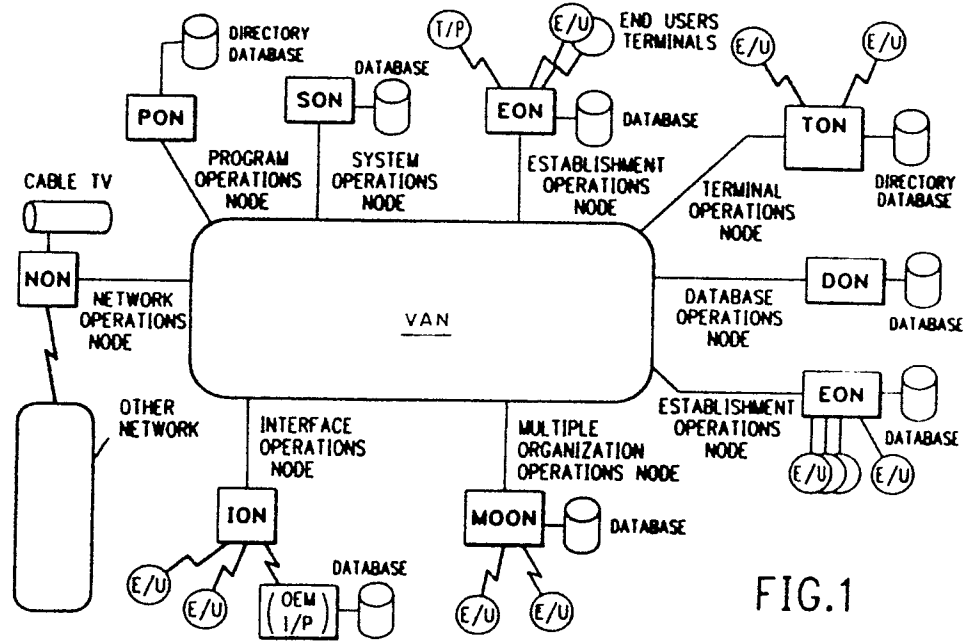 DIRECTORY
DATABASE
PON
PROGRAM
OPERATIONS
NODE
DATABASE
SON
SYSTEM
OPERATIONS
NODE
T/P
E/U
END USERS
TERMINALS
EON
DATABASE
ESTABLISHMENT
OPERATIONS
NODE
E/U
E/U
TON
DIRECTORY
DATABASE
TERMINAL
OPERATIONS
NODE
CABLE TV
NON
NETWORK
OPERATIONS
NODE
OTHER
NETWORK
VAN
DON
DATABASE
OPERATIONS
NODE
DATABASE
EON
ESTABLISHMENT
OPERATIONS
NODE
DATABASE
E/U
E/U
INTERFACE
OPERATIONS
NODE
ION
E/U
E/U
(OEM
I/P)
DATABASE
MULTIPLE
ORGANIZATION
OPERATIONS NODE
MOON
DATABASE
E/U
E/U
FIG.1